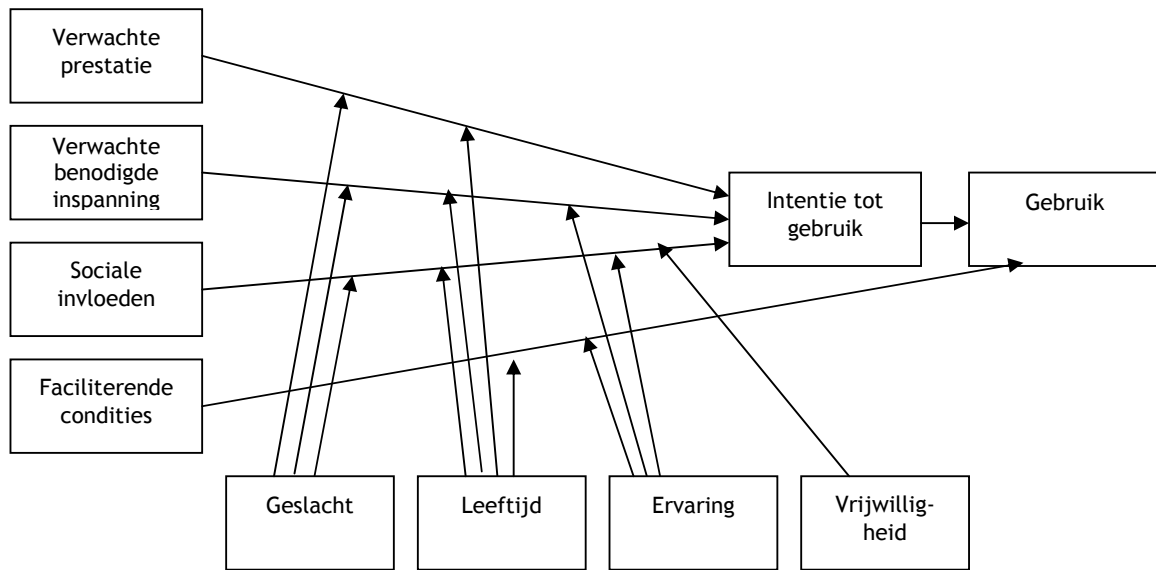 Verwachte
prestatie
Verwachte
benodigde
inspanning
Sociale
invloeden
Faciliterende
condities
Intentie tot
gebruik
Gebruik
Geslacht
Leeftijd
Ervaring
Vrijwillig-
heid